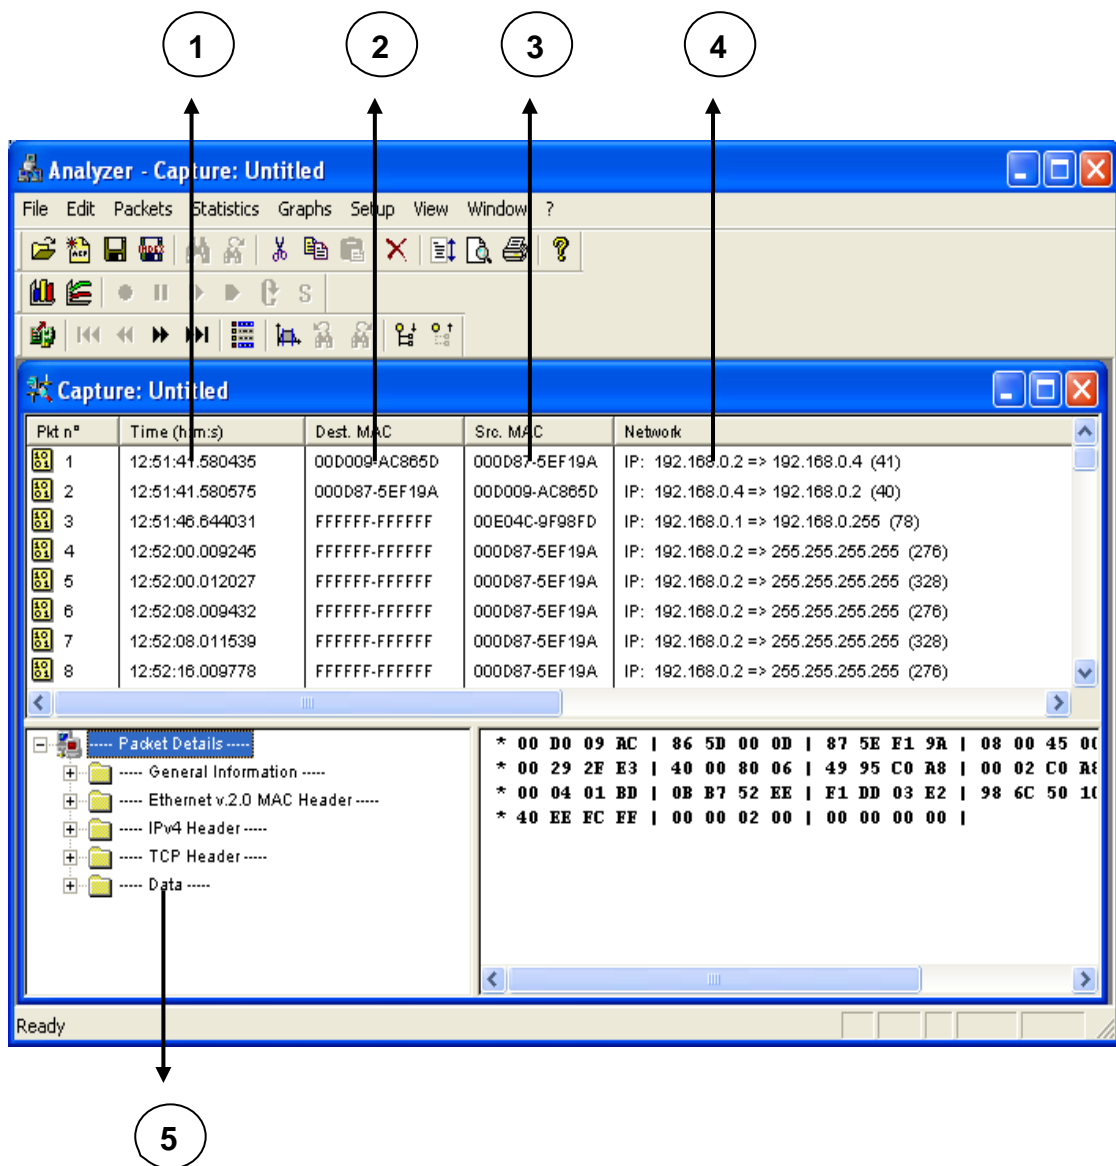 1 2 3 4
Analyzer - Capture: Untitled
File Edit Packets Statistics Graphs Setup View Window ?
S
Capture: Untitled
Pkt n° Time (h:m:s) Dest. MAC Src. MAC Network
1 12:51:41.580435 00D009-AC865D 000D87-5EF19A IP: 192.168.0.2 => 192.168.0.4 (41)
2 12:51:41.580575 000D87-5EF19A 00D009-AC865D IP: 192.168.0.4 => 192.168.0.2 (40)
3 12:51:46.644031 FFFFFF-FFFFFF 00E04C-9F98FD IP: 192.168.0.1 => 192.168.0.255 (78)
4 12:52:00.009245 FFFFFF-FFFFFF 000D87-5EF19A IP: 192.168.0.2 => 255.255.255.255 (276)
5 12:52:00.012027 FFFFFF-FFFFFF 000D87-5EF19A IP: 192.168.0.2 => 255.255.255.255 (328)
6 12:52:08.009432 FFFFFF-FFFFFF 000D87-5EF19A IP: 192.168.0.2 => 255.255.255.255 (276)
7 12:52:08.011539 FFFFFF-FFFFFF 000D87-5EF19A IP: 192.168.0.2 => 255.255.255.255 (328)
8 12:52:16.009778 FFFFFF-FFFFFF 000D87-5EF19A IP: 192.168.0.2 => 255.255.255.255 (276)
----- Packet Details -----
----- General Information -----
----- Ethernet v.2.0 MAC Header -----
----- IPv4 Header -----
----- TCP Header -----
----- Data -----
* 00 D0 09 AC | 86 5D 00 0D | 87 5E F1 9A | 08 00 45 00
* 00 29 2F E3 | 40 00 80 06 | 49 95 C0 A8 | 00 02 C0 A8
* 00 04 01 BD | 0B B7 52 EE | F1 DD 03 E2 | 98 6C 50 10
* 40 EE FC FF | 00 00 02 00 | 00 00 00 00 |
Ready
5